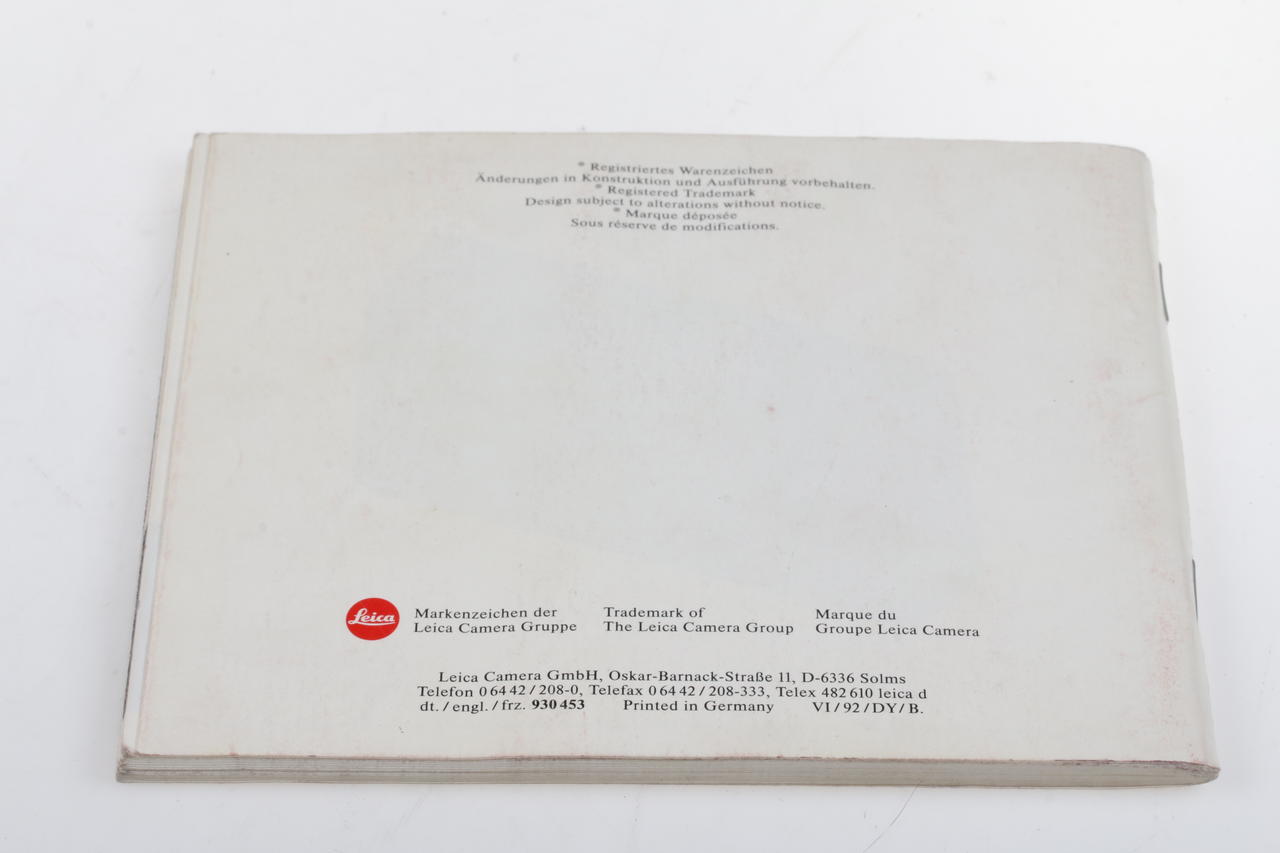 * Registriertes Warenzeichen
Änderungen in Konstruktion und Ausführung vorbehalten.
* Registered Trademark
Design subject to alterations without notice.
* Marque déposée
Sous réserve de modifications.
Leica
Markenzeichen der
Leica Camera Gruppe
Trademark of
The Leica Camera Group
Marque du
Groupe Leica Camera
Leica Camera GmbH, Oskar-Barnack-Straße 11, D-6336 Solms
Telefon 0 64 42 / 208-0, Telefax 0 64 42 / 208-333, Telex 482 610 leica d
dt. / engl. / frz. 930 453 Printed in Germany VI / 92 / DY / B.